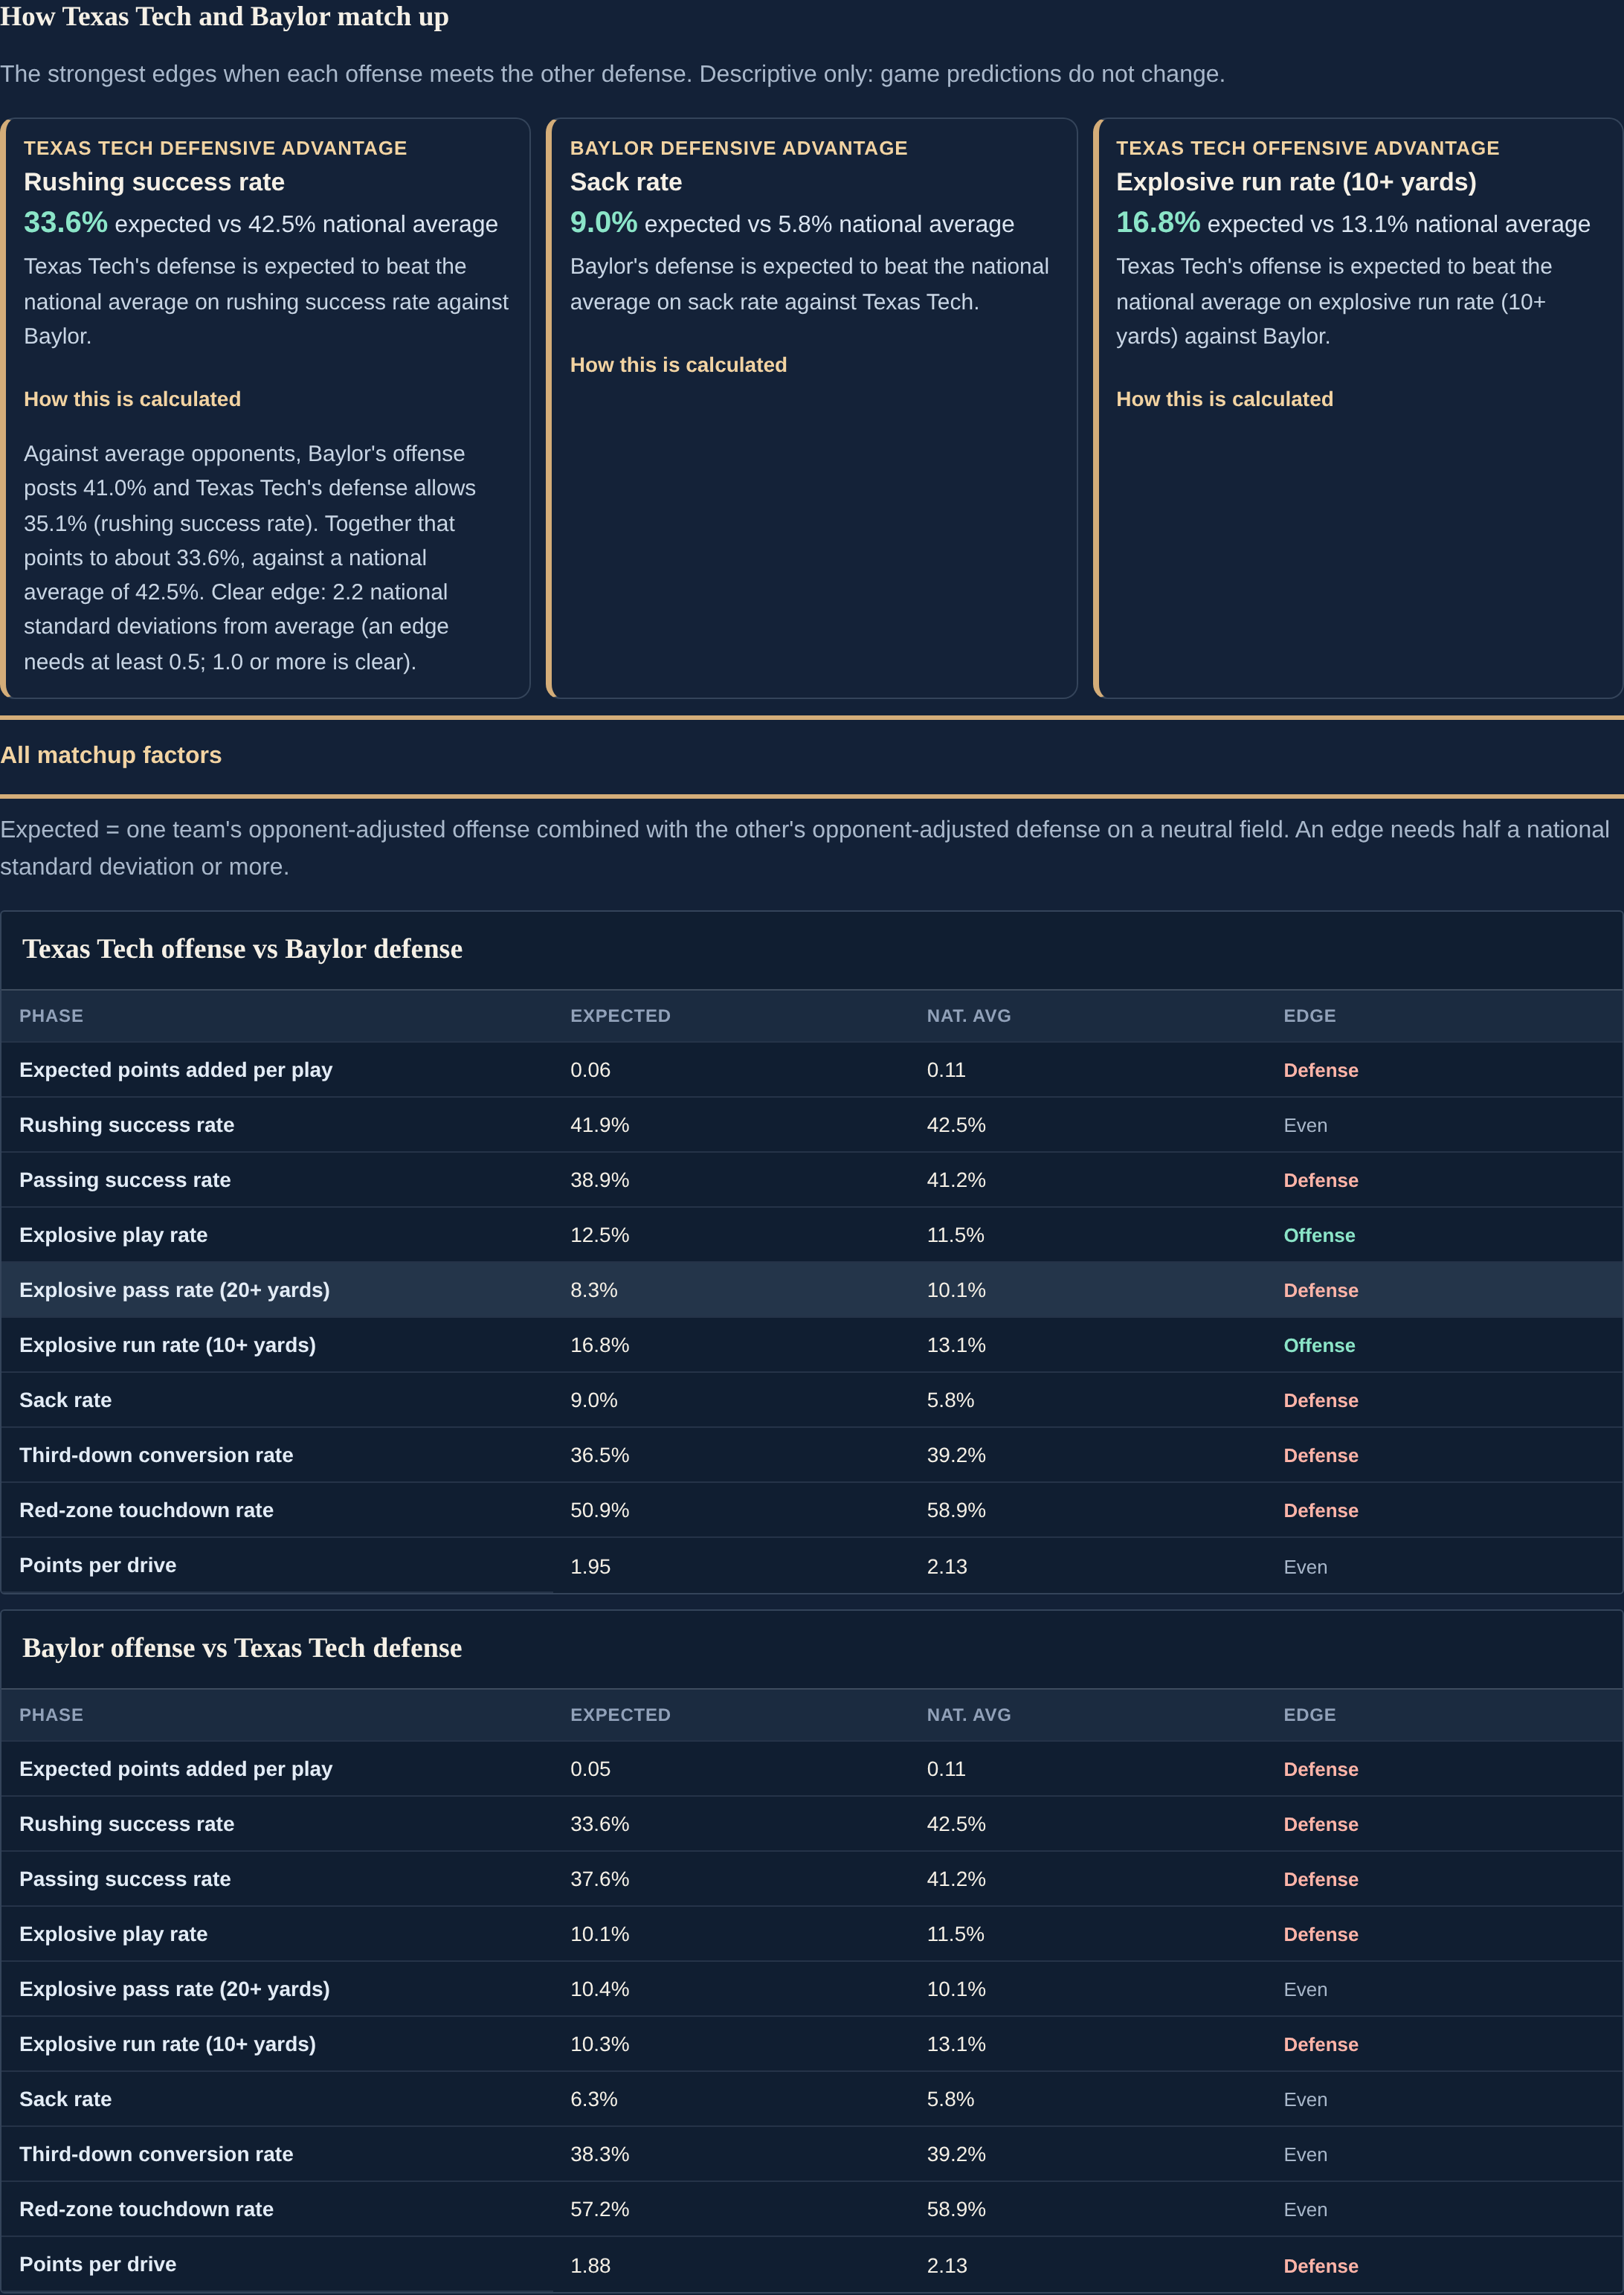 How Texas Tech and Baylor match up
The strongest edges when each offense meets the other defense. Descriptive only: game predictions do not change.
TEXAS TECH DEFENSIVE ADVANTAGE
Rushing success rate
33.6% expected vs 42.5% national average
Texas Tech's defense is expected to beat the
national average on rushing success rate against
Baylor.
How this is calculated
Against average opponents, Baylor's offense
posts 41.0% and Texas Tech's defense allows
35.1% (rushing success rate). Together that
points to about 33.6%, against a national
average of 42.5%. Clear edge: 2.2 national
standard deviations from average (an edge
needs at least 0.5; 1.0 or more is clear).
BAYLOR DEFENSIVE ADVANTAGE
Sack rate
9.0% expected vs 5.8% national average
Baylor's defense is expected to beat the national
average on sack rate against Texas Tech.
How this is calculated
TEXAS TECH OFFENSIVE ADVANTAGE
Explosive run rate (10+ yards)
16.8% expected vs 13.1% national average
Texas Tech's offense is expected to beat the
national average on explosive run rate (10+
yards) against Baylor.
How this is calculated
All matchup factors
Expected = one team's opponent-adjusted offense combined with the other's opponent-adjusted defense on a neutral field. An edge needs half a national
standard deviation or more.
Texas Tech offense vs Baylor defense
PHASE EXPECTED NAT. AVG EDGE
Expected points added per play 0.06 0.11 Defense
Rushing success rate 41.9% 42.5% Even
Passing success rate 38.9% 41.2% Defense
Explosive play rate 12.5% 11.5% Offense
Explosive pass rate (20+ yards) 8.3% 10.1% Defense
Explosive run rate (10+ yards) 16.8% 13.1% Offense
Sack rate 9.0% 5.8% Defense
Third-down conversion rate 36.5% 39.2% Defense
Red-zone touchdown rate 50.9% 58.9% Defense
Points per drive 1.95 2.13 Even
Baylor offense vs Texas Tech defense
PHASE EXPECTED NAT. AVG EDGE
Expected points added per play 0.05 0.11 Defense
Rushing success rate 33.6% 42.5% Defense
Passing success rate 37.6% 41.2% Defense
Explosive play rate 10.1% 11.5% Defense
Explosive pass rate (20+ yards) 10.4% 10.1% Even
Explosive run rate (10+ yards) 10.3% 13.1% Defense
Sack rate 6.3% 5.8% Even
Third-down conversion rate 38.3% 39.2% Even
Red-zone touchdown rate 57.2% 58.9% Even
Points per drive 1.88 2.13 Defense